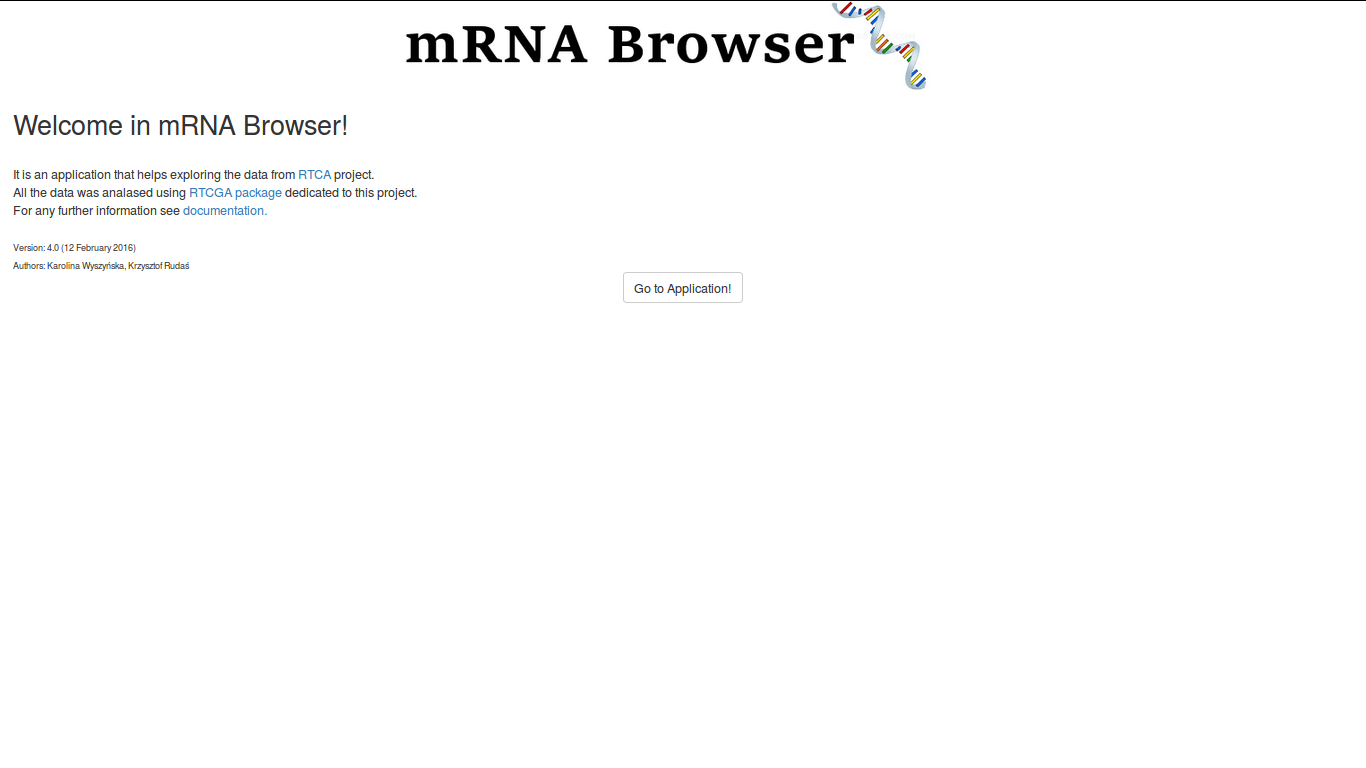 mRNA Browser
Welcome in mRNA Browser!
It is an application that helps exploring the data from RTCA project.
All the data was analased using RTCGA package dedicated to this project.
For any further information see documentation.
Version: 4.0 (12 February 2016)
Authors: Karolina Wyszyńska, Krzysztof Rudaś
Go to Application!